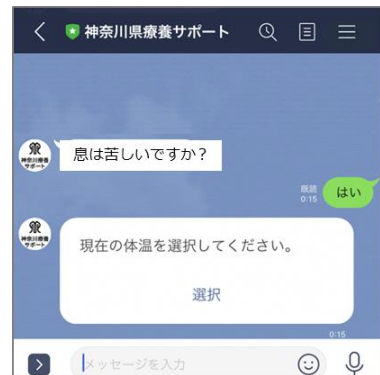 神奈川県療養サポート
息は苦しいですか？
既読
0:15
はい
現在の体温を選択してください。
選択
0:15
メッセージを入力